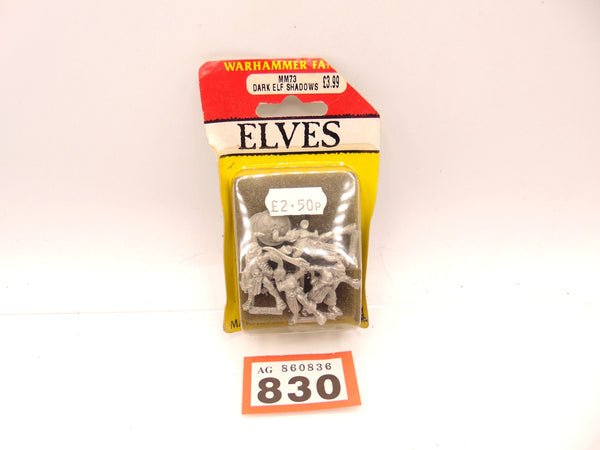 WARHAMMER FA
MM73
DARK ELF SHADOWS £3.99
ELVES
£2·50P
AG 860836
830